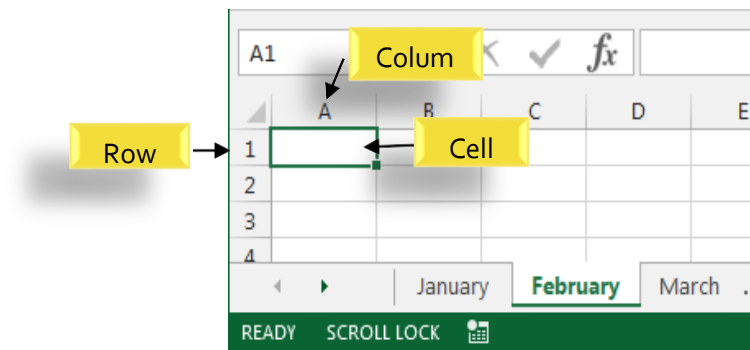 A1 Colum fx
A B C D E
Row 1 Cell
2
3
4
January February March .
READY SCROLL LOCK